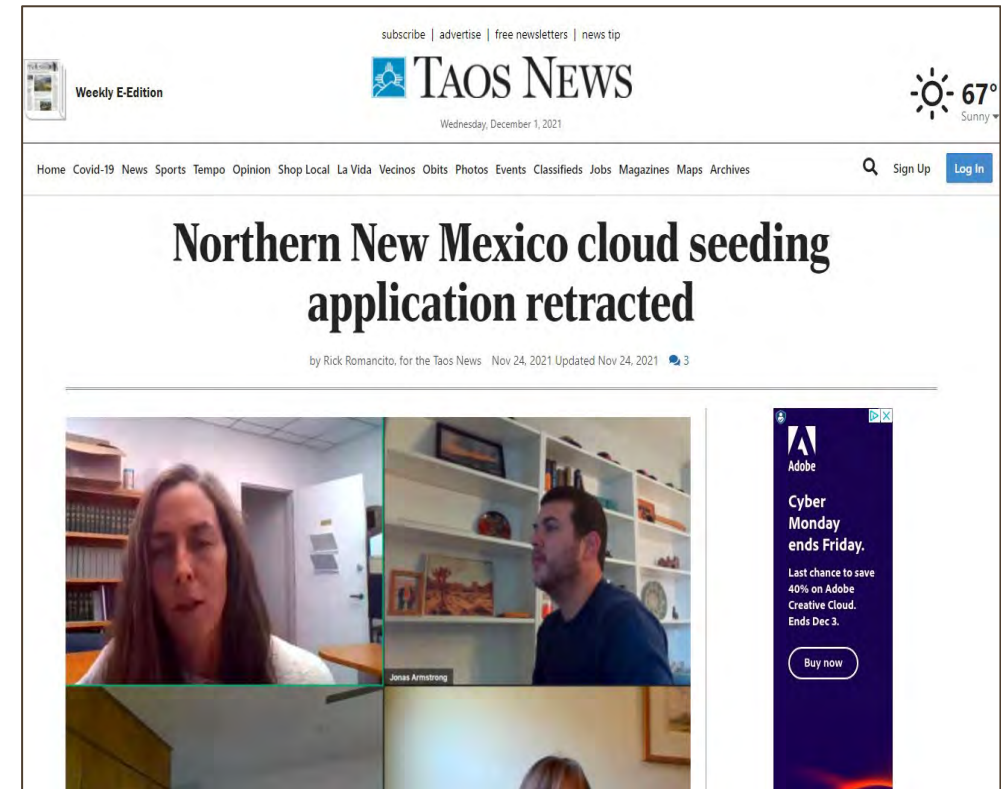 subscribe | advertise | free newsletters | news tip
Weekly E-Edition
TAOS NEWS
Wednesday, December 1, 2021
67°
Sunny
Home Covid-19 News Sports Tempo Opinion Shop Local La Vida Vecinos Obits Photos Events Classifieds Jobs Magazines Maps Archives
Sign Up
Log In
Northern New Mexico cloud seeding
application retracted
by Rick Romancito. for the Taos News Nov 24, 2021 Updated Nov 24, 2021 3
Jonas Armstrong
Adobe
Cyber
Monday
ends Friday.
Last chance to save
40% on Adobe
Creative Cloud.
Ends Dec 3.
Buy now